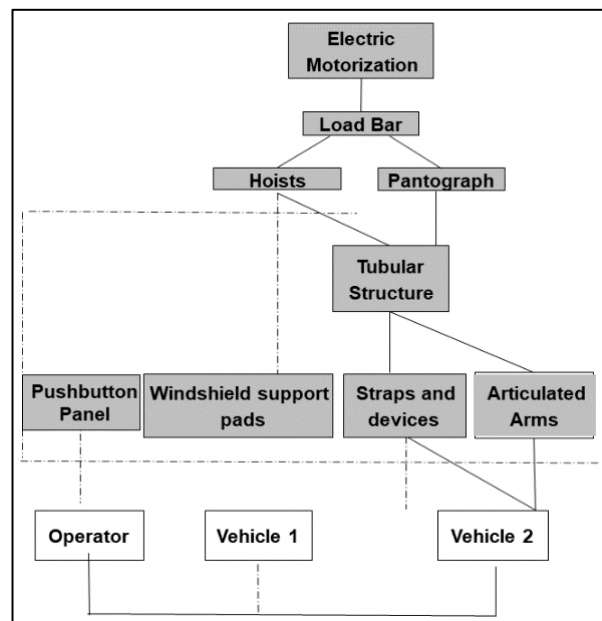 Electric
Motorization
Load Bar
Hoists
Pantograph
Tubular
Structure
Pushbutton
Panel
Windshield support
pads
Straps and
devices
Articulated
Arms
Operator
Vehicle 1
Vehicle 2